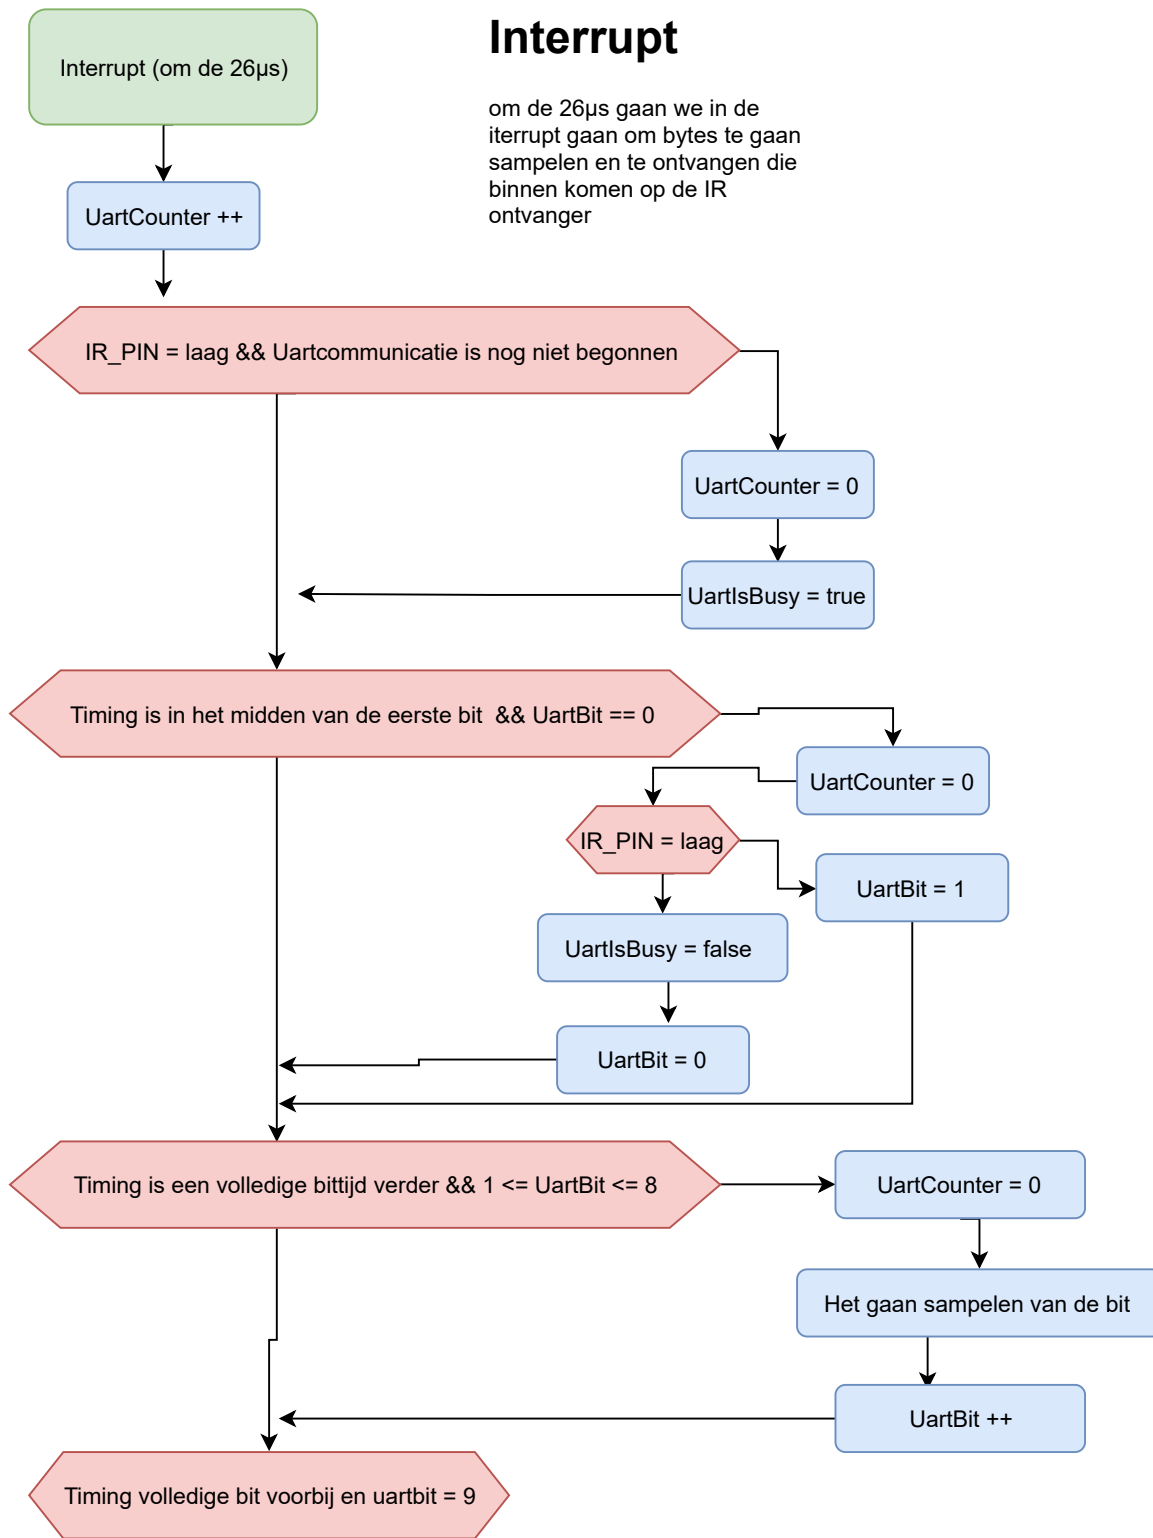 Interrupt
Interrupt (om de 26µs)
om de 26µs gaan we in de
iterrupt gaan om bytes te gaan
sampelen en te ontvangen die
binnen komen op de IR
ontvanger
UartCounter ++
IR_PIN = laag && Uartcommunicatie is nog niet begonnen
UartCounter = 0
UartIsBusy = true
Timing is in het midden van de eerste bit && UartBit == 0
UartCounter = 0
IR_PIN = laag
UartBit = 1
UartIsBusy = false
UartBit = 0
Timing is een volledige bittijd verder && 1 <= UartBit <= 8
UartCounter = 0
Het gaan sampelen van de bit
UartBit ++
Timing volledige bit voorbij en uartbit = 9